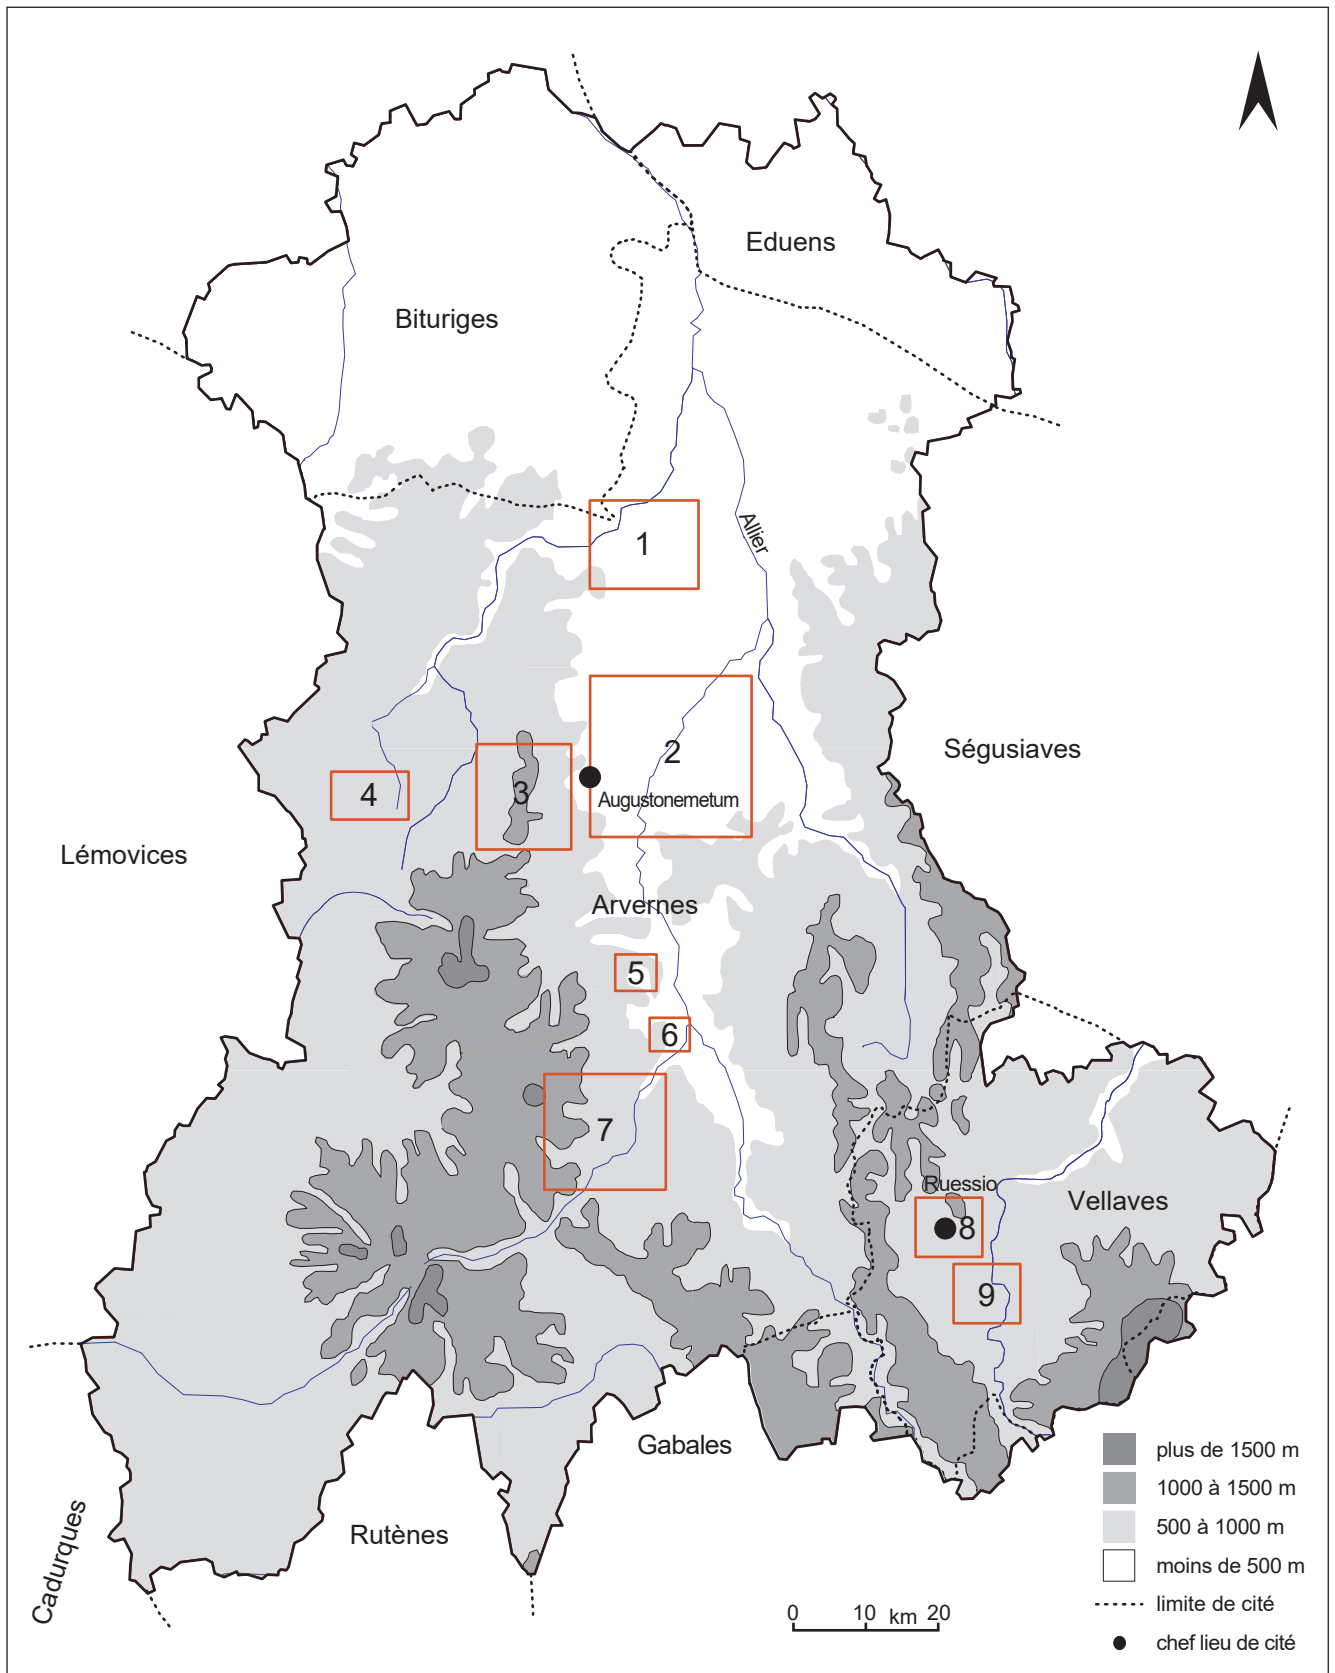 Eduens
Bituriges
Allier
1
2
Ségusiaves
3
4
Augustonemetum
Lémovices
Arvernes
5
6
7
Ruessio
Vellaves
8
9
Gabales
Rutènes
Cadurques
plus de 1500 m
1000 à 1500 m
500 à 1000 m
moins de 500 m
limite de cité
chef lieu de cité
0 10 km 20